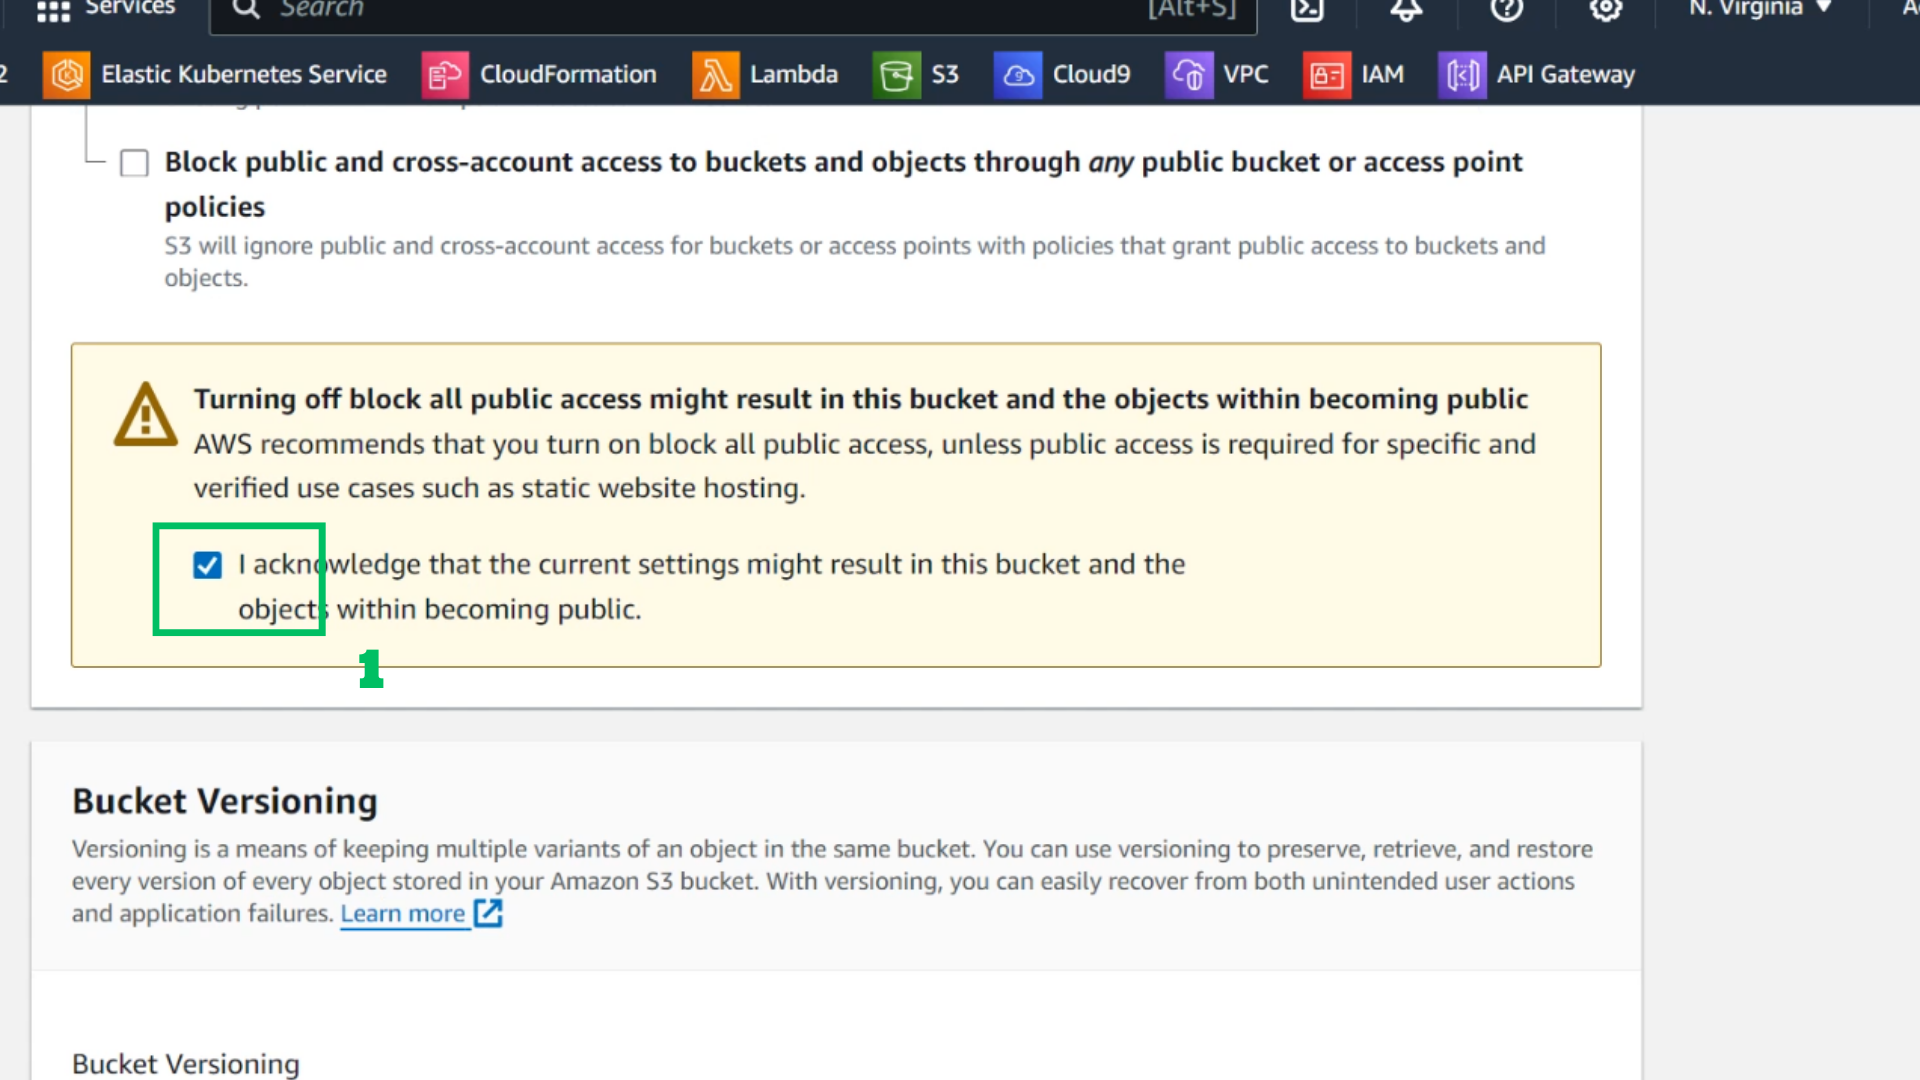 Services
Search
[Alt+S]
N. Virginia
2
Elastic Kubernetes Service
CloudFormation
Lambda
S3
Cloud9
VPC
IAM
API Gateway
Block public and cross-account access to buckets and objects through any public bucket or access point
policies
S3 will ignore public and cross-account access for buckets or access points with policies that grant public access to buckets and
objects.
Turning off block all public access might result in this bucket and the objects within becoming public
AWS recommends that you turn on block all public access, unless public access is required for specific and
verified use cases such as static website hosting.
I acknowledge that the current settings might result in this bucket and the
objects within becoming public.
1
Bucket Versioning
Versioning is a means of keeping multiple variants of an object in the same bucket. You can use versioning to preserve, retrieve, and restore
every version of every object stored in your Amazon S3 bucket. With versioning, you can easily recover from both unintended user actions
and application failures. Learn more
Bucket Versioning